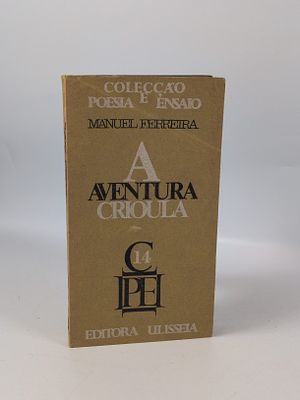 COLECÇÃO
POESIA E ENSAIO
MANUEL FERREIRA
A
AVENTURA
CRIOULA
C
14
PE
EDITORA ULISSEIA